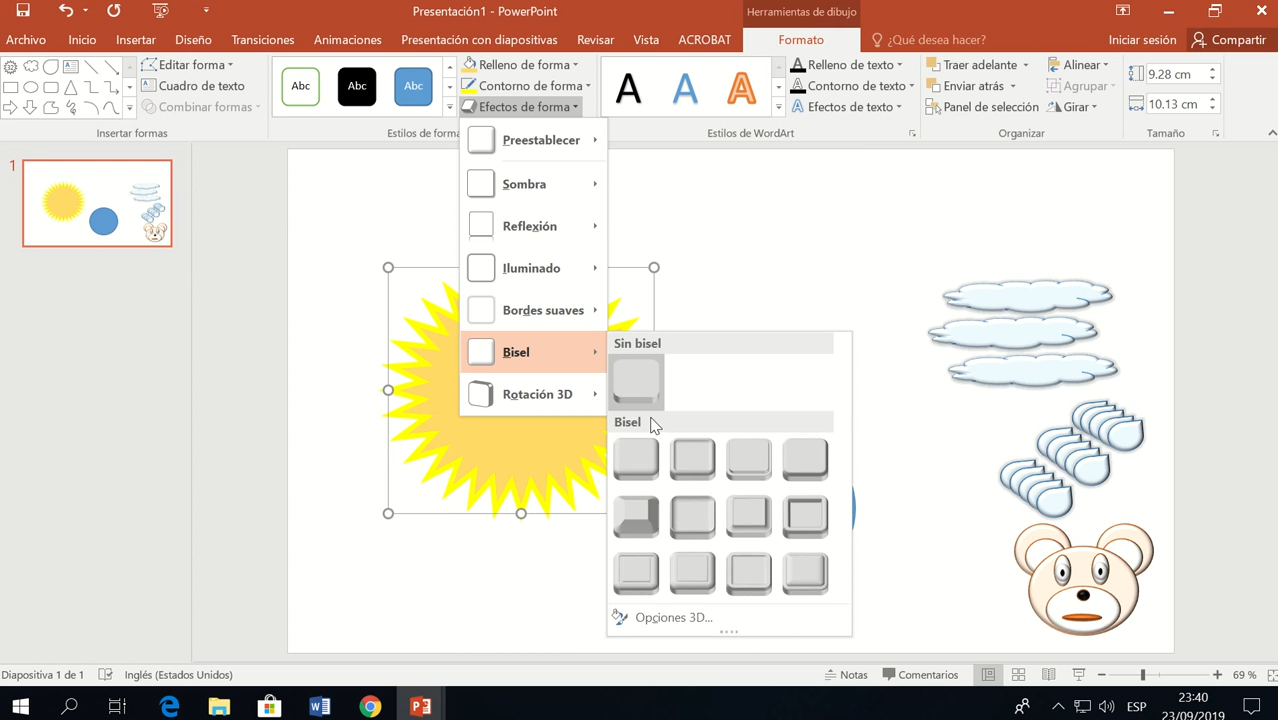 Presentación1 - PowerPoint
Herramientas de dibujo
Archivo Inicio Insertar Diseño Transiciones Animaciones Presentación con diapositivas Revisar Vista ACROBAT Formato ¿Qué desea hacer? Iniciar sesión Compartir
Editar forma
Cuadro de texto
Combinar formas
Insertar formas
Abc Abc Abc
Relleno de forma
Contorno de forma
Efectos de forma
Estilos de form
A A A
Relleno de texto
Contorno de texto
Efectos de texto
Estilos de WordArt
Traer adelante
Enviar atrás
Panel de selección
Alinear
Agrupar
Girar
Organizar
9.28 cm
10.13 cm
Tamaño
1
Preestablecer
Sombra
Reflexión
Iluminado
Bordes suaves
Bisel
Rotación 3D
Sin bisel
Bisel
Opciones 3D...
Diapositiva 1 de 1 Inglés (Estados Unidos) Notas Comentarios 69 %
ESP
23:40
23/09/2019